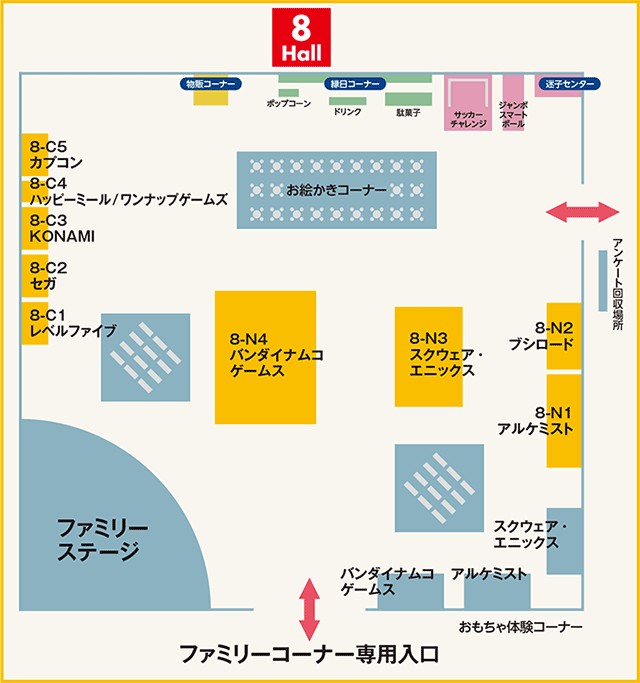 8
Hall
物販コーナー
縁日コーナー
迷子センター
ポップコーン
ドリンク
駄菓子
サッカー
チャレンジ
ジャンボ
スマート
ボール
8-C5
カプコン
8-C4
ハッピーミール/ワンナップゲームズ
8-C3
KONAMI
8-C2
セガ
8-C1
レベルファイブ
お絵かきコーナー
アンケート回収場所
8-N4
バンダイナムコ
ゲームス
8-N3
スクウェア・
エニックス
8-N2
ブシロード
8-N1
アルケミスト
ファミリー
ステージ
スクウェア・
エニックス
バンダイナムコ
ゲームス
アルケミスト
おもちゃ体験コーナー
ファミリーコーナー専用入口